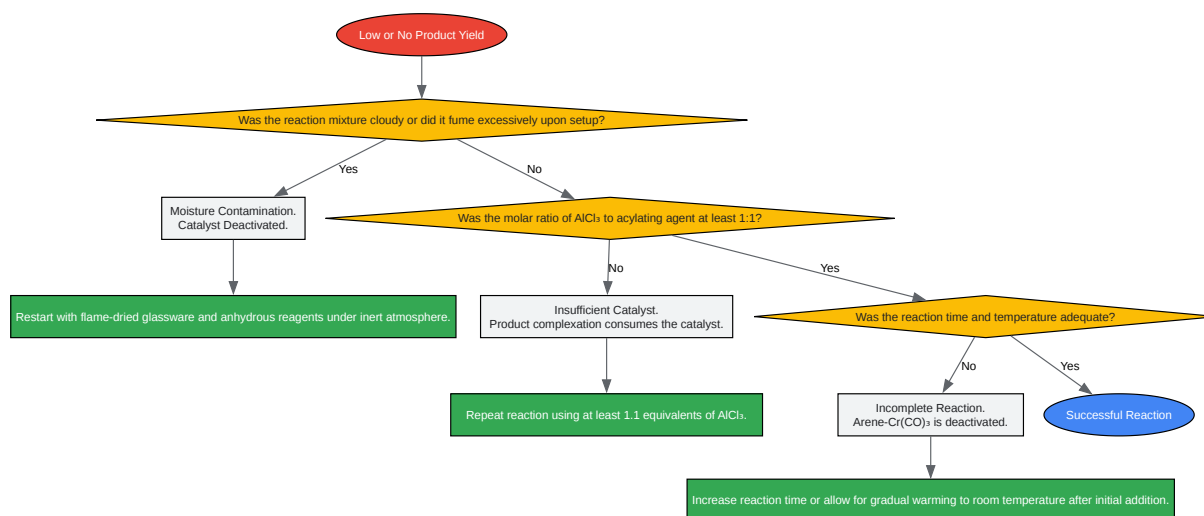 Low or No Product Yield
Was the reaction mixture cloudy or did it fume excessively upon setup?
Yes
No
Moisture Contamination.
Catalyst Deactivated.
Was the molar ratio of AlCl₃ to acylating agent at least 1:1?
No
Yes
Restart with flame-dried glassware and anhydrous reagents under inert atmosphere.
Insufficient Catalyst.
Product complexation consumes the catalyst.
Was the reaction time and temperature adequate?
No
Yes
Repeat reaction using at least 1.1 equivalents of AlCl₃.
Incomplete Reaction.
Arene-Cr(CO)₃ is deactivated.
Successful Reaction
Increase reaction time or allow for gradual warming to room temperature after initial addition.